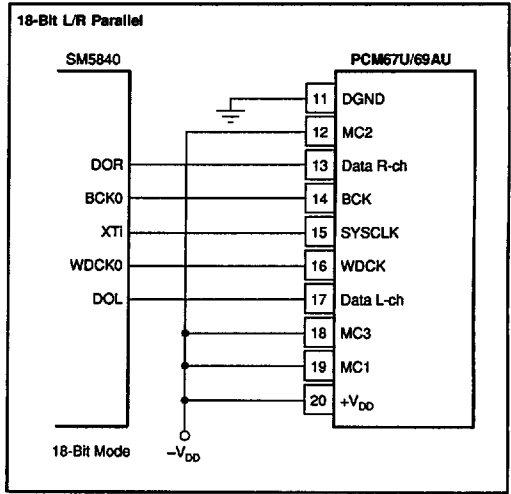 18-Bit L/R Parallel
SM5840
PCM67U/69AU
11 DGND
12 MC2
DOR 13 Data R-ch
BCK0 14 BCK
XTI 15 SYSCLK
WDCK0 16 WDCK
DOL 17 Data L-ch
18 MC3
19 MC1
20 +VDD
18-Bit Mode
–VDD